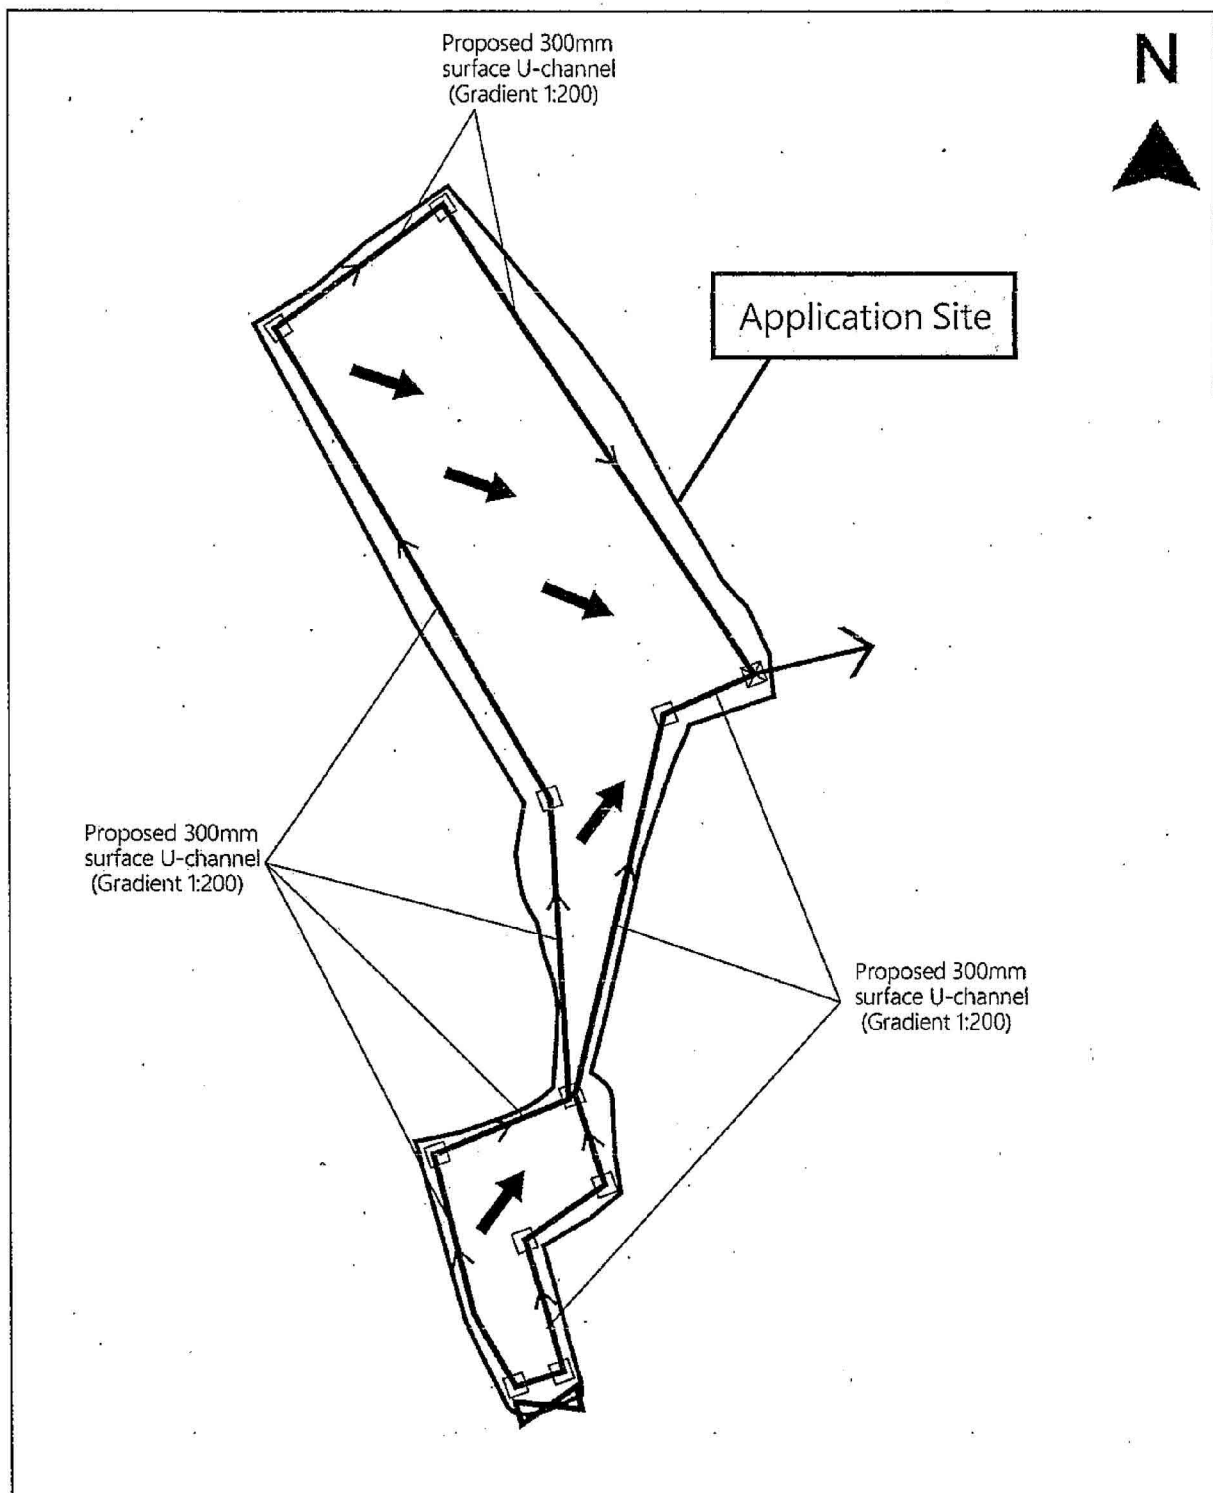 Proposed 300mm
surface U-channel
(Gradient 1:200)
N
Application Site
Proposed 300mm
surface U-channel
(Gradient 1:200)
Proposed 300mm
surface U-channel
(Gradient 1:200)